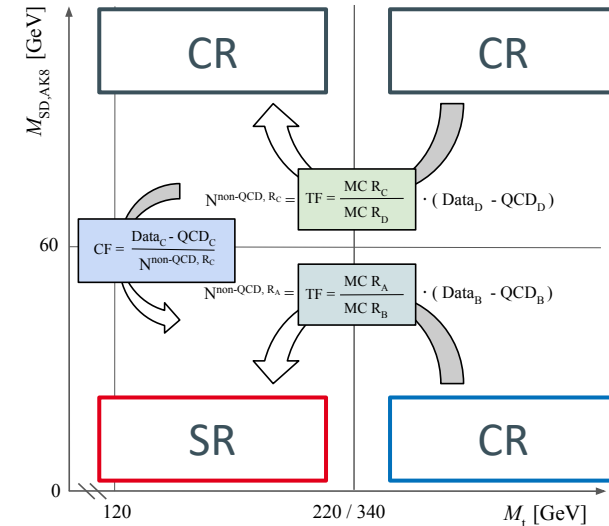 M_SD,AK8 [GeV]
CR
CR
N^non-QCD, R_C = TF = MC R_C / MC R_D · ( Data_D - QCD_D )
CF = Data_C - QCD_C / N^non-QCD, R_C
60
N^non-QCD, R_A = TF = MC R_A / MC R_B · ( Data_B - QCD_B )
SR
CR
0
120
220 / 340
M_t [GeV]